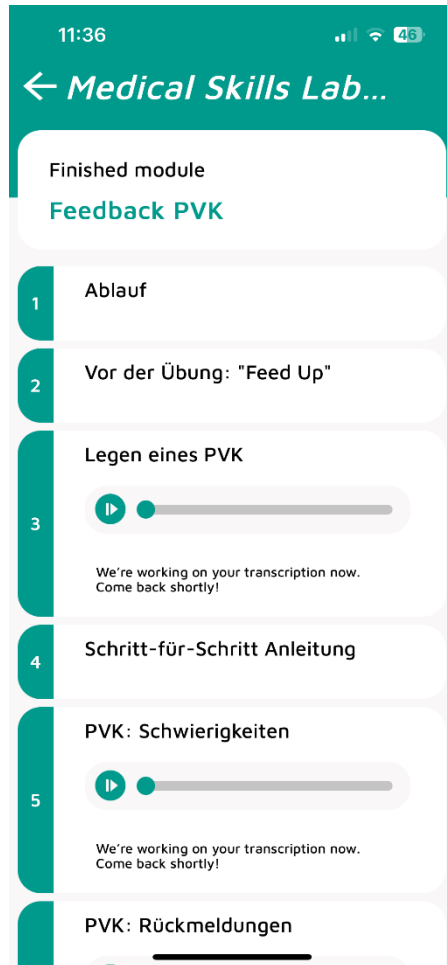 11:36
46
Medical Skills Lab...
Finished module
Feedback PVK
1
Ablauf
2
Vor der Übung: "Feed Up"
3
Legen eines PVK
We're working on your transcription now.
Come back shortly!
4
Schritt-für-Schritt Anleitung
5
PVK: Schwierigkeiten
We're working on your transcription now.
Come back shortly!
PVK: Rückmeldungen